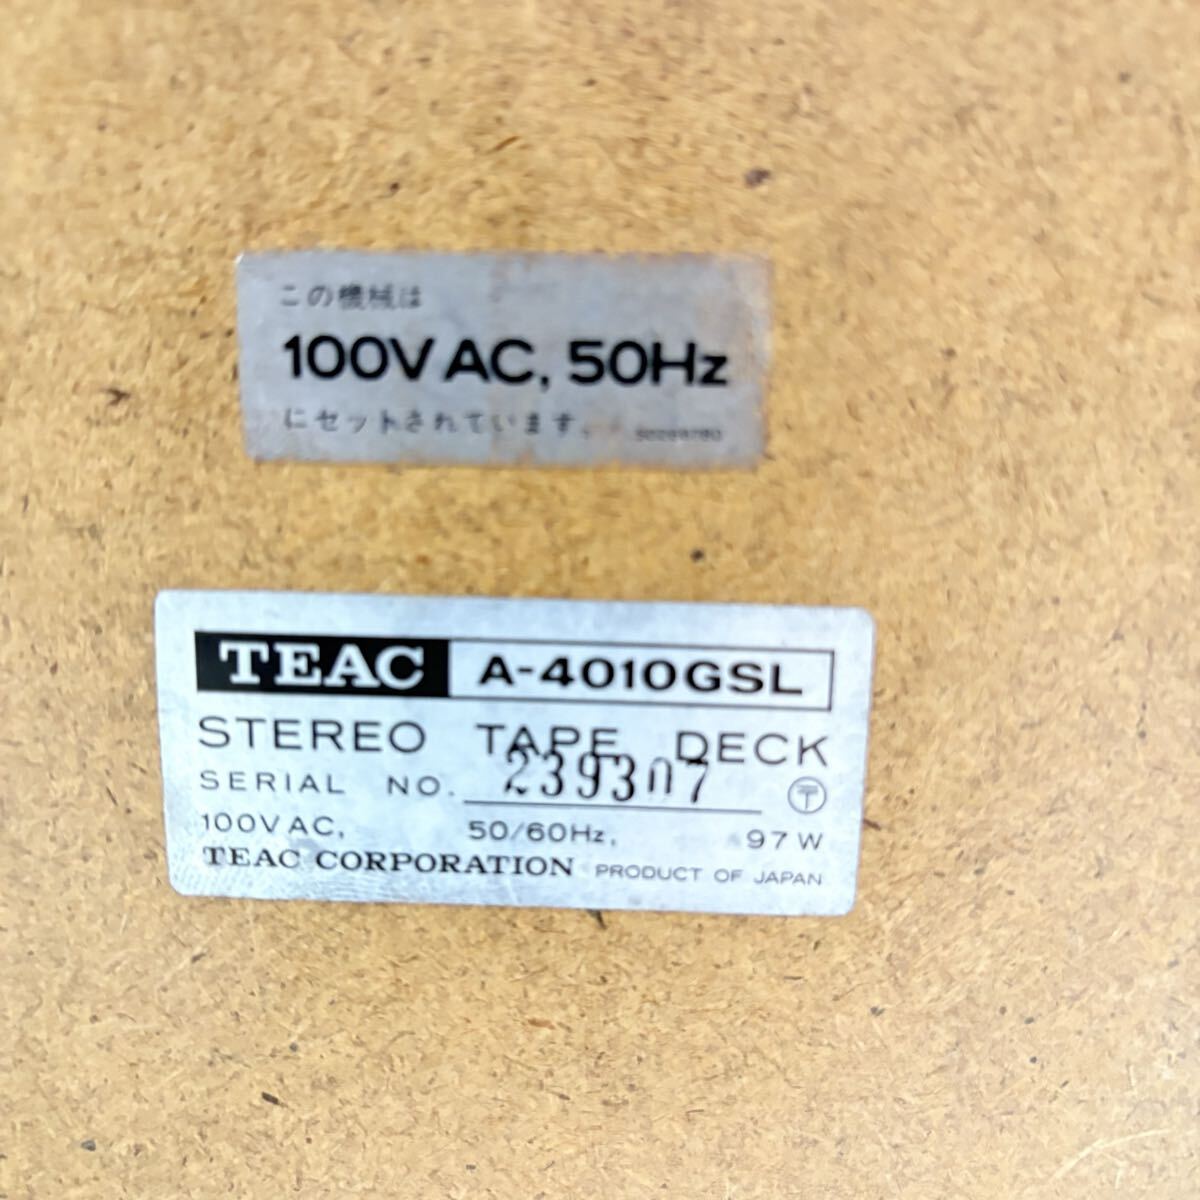 この機械は
100V AC, 50Hz
にセットされています。
TEAC A-4010GSL
STEREO TAPE DECK
SERIAL NO. 239307
100V AC, 50/60Hz, 97W
TEAC CORPORATION PRODUCT OF JAPAN